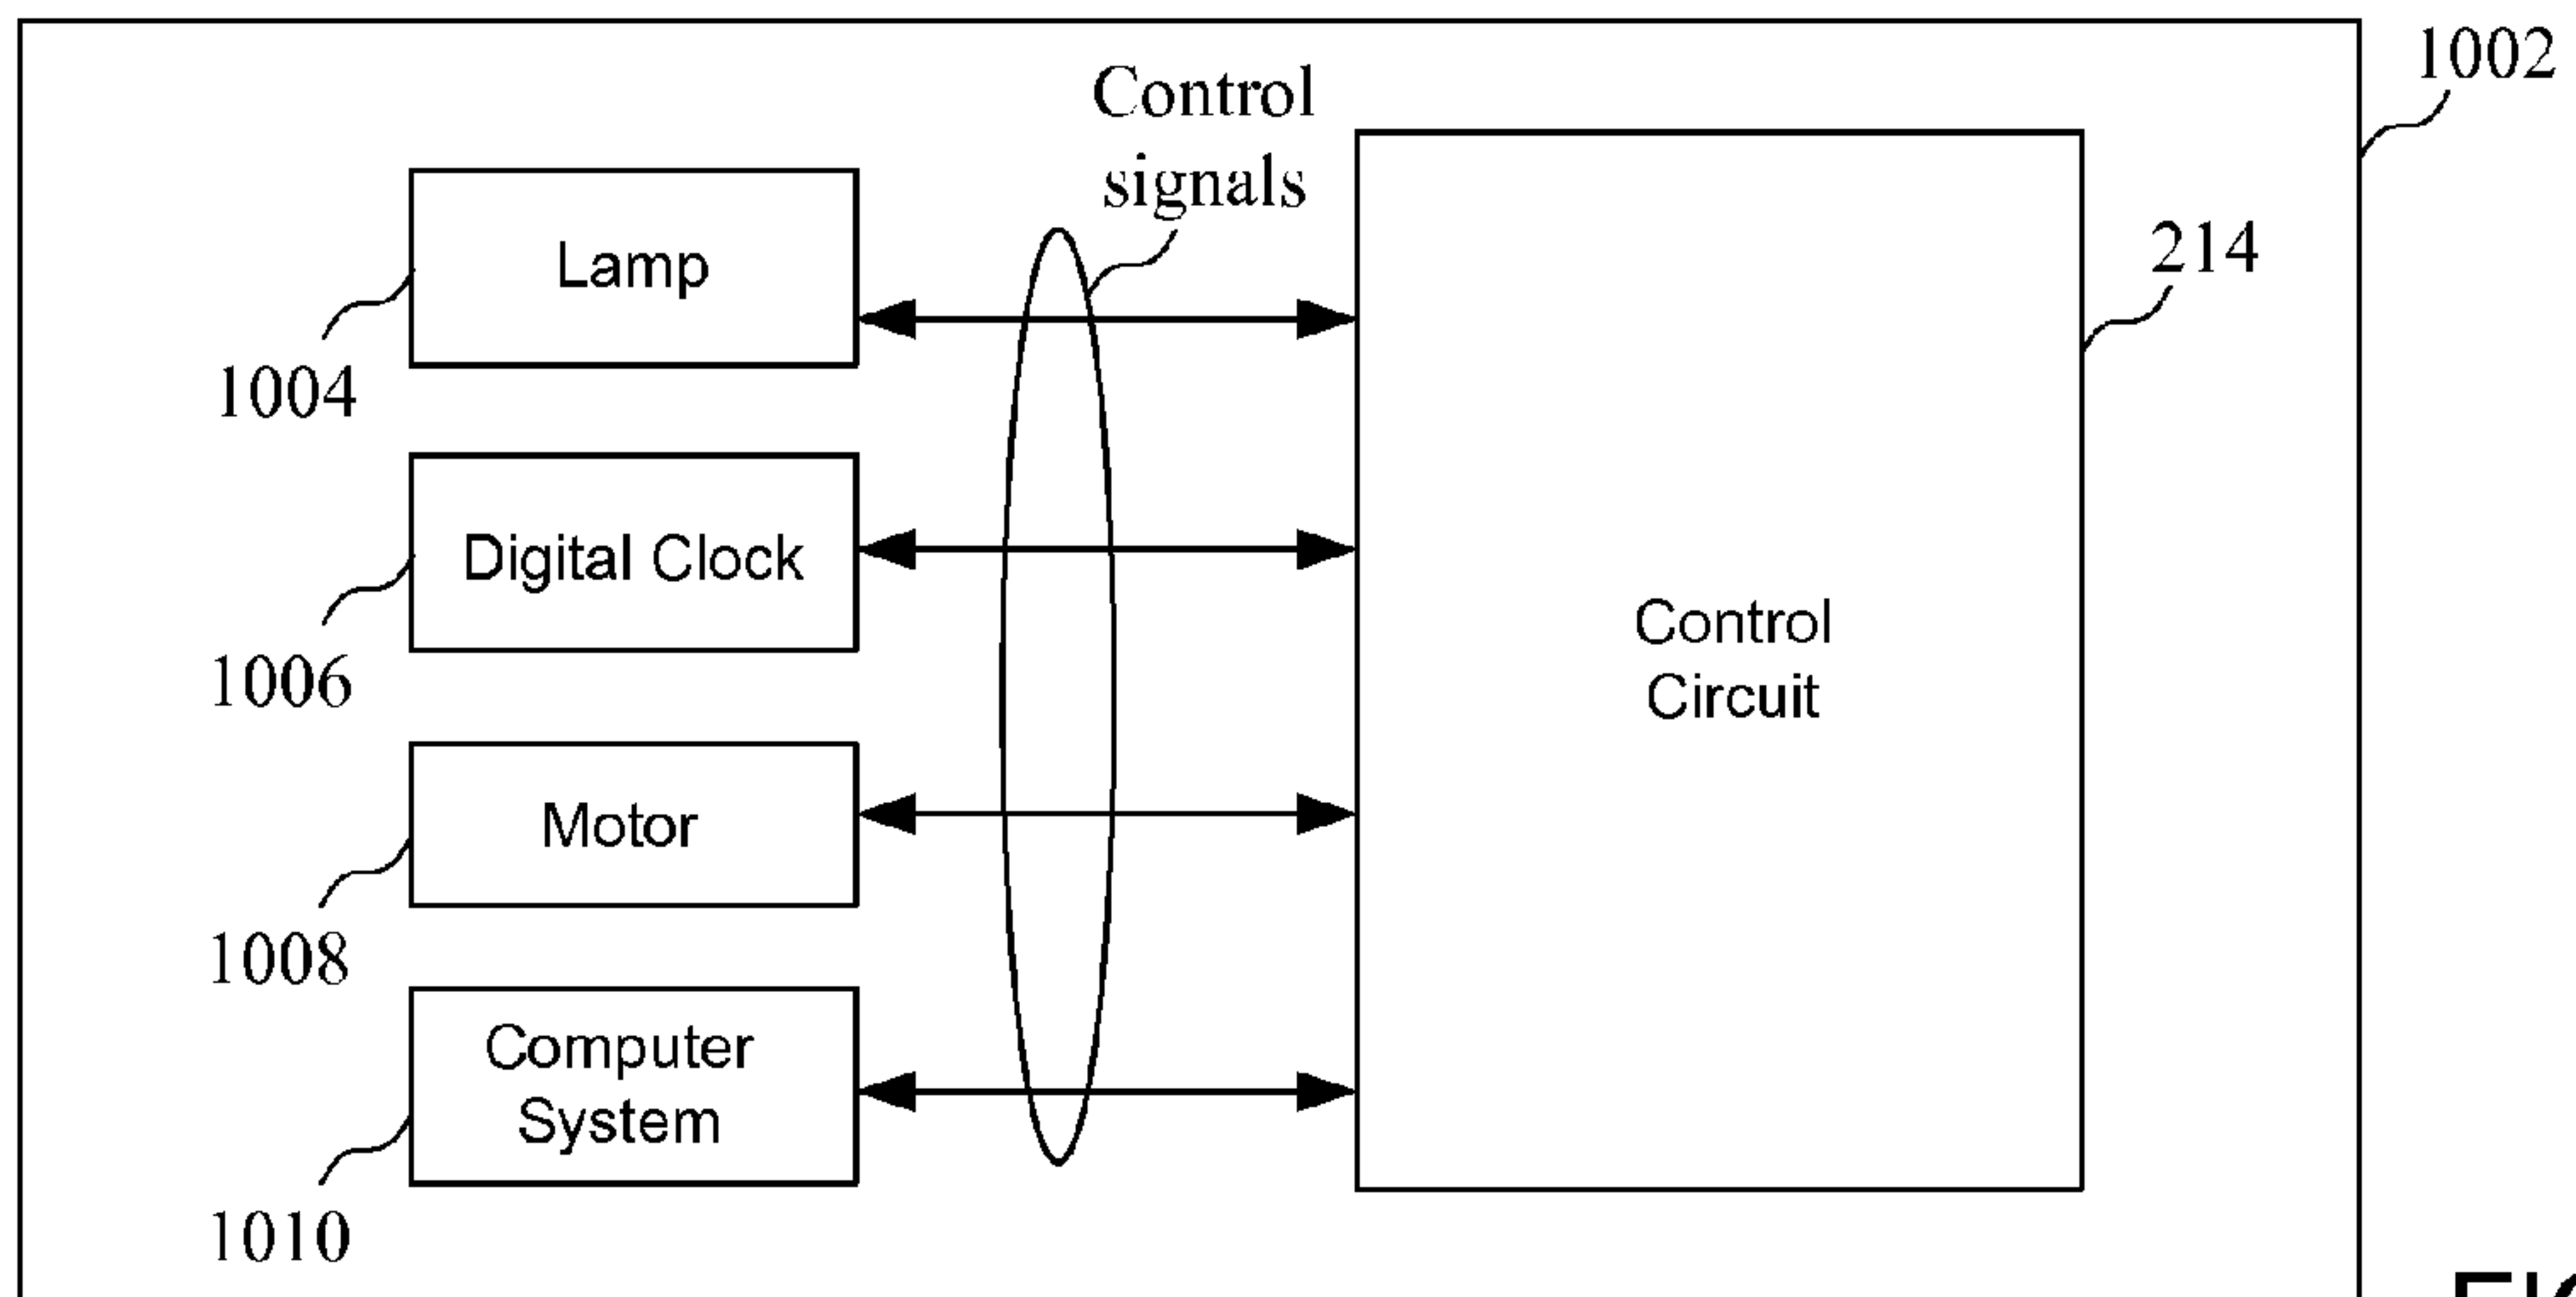 1002
Control
signals
214
Lamp
1004
Digital Clock
1006
Control
Circuit
Motor
1008
Computer
System
1010